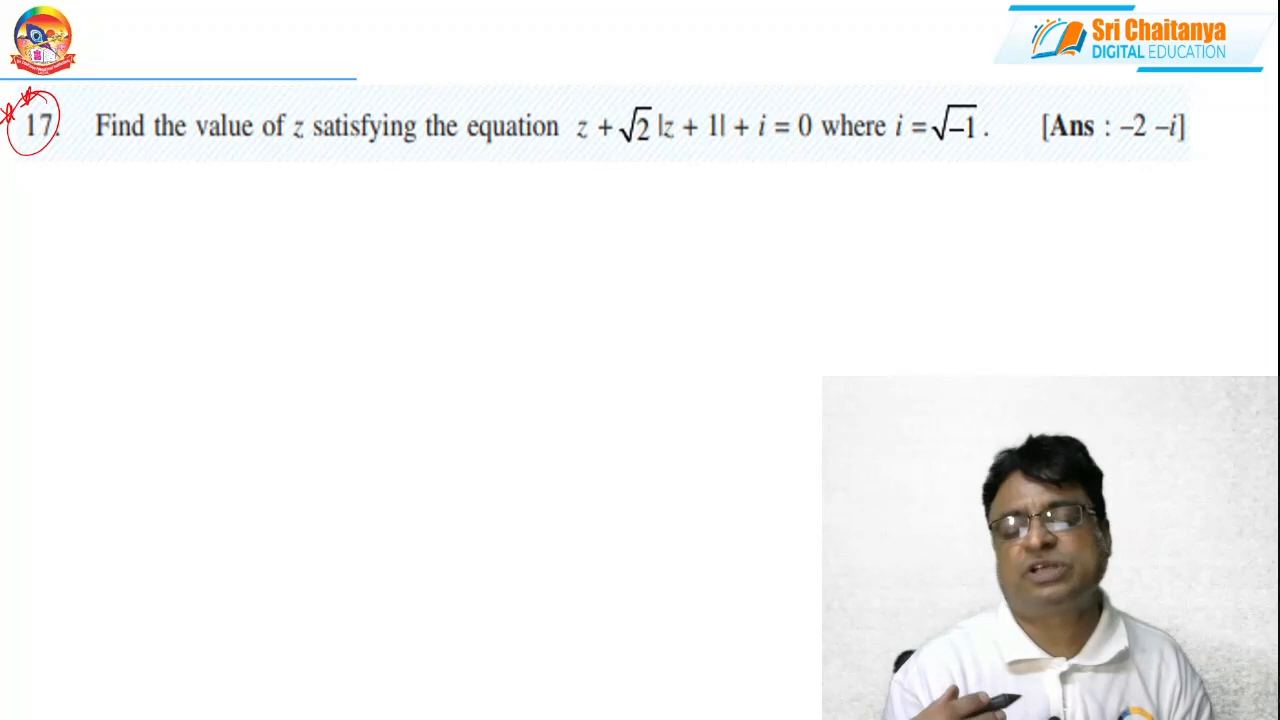 Sri Chaitanya
DIGITAL EDUCATION
17. Find the value of z satisfying the equation z + √2 |z + 1| + i = 0 where i = √–1 . [Ans : –2 –i]